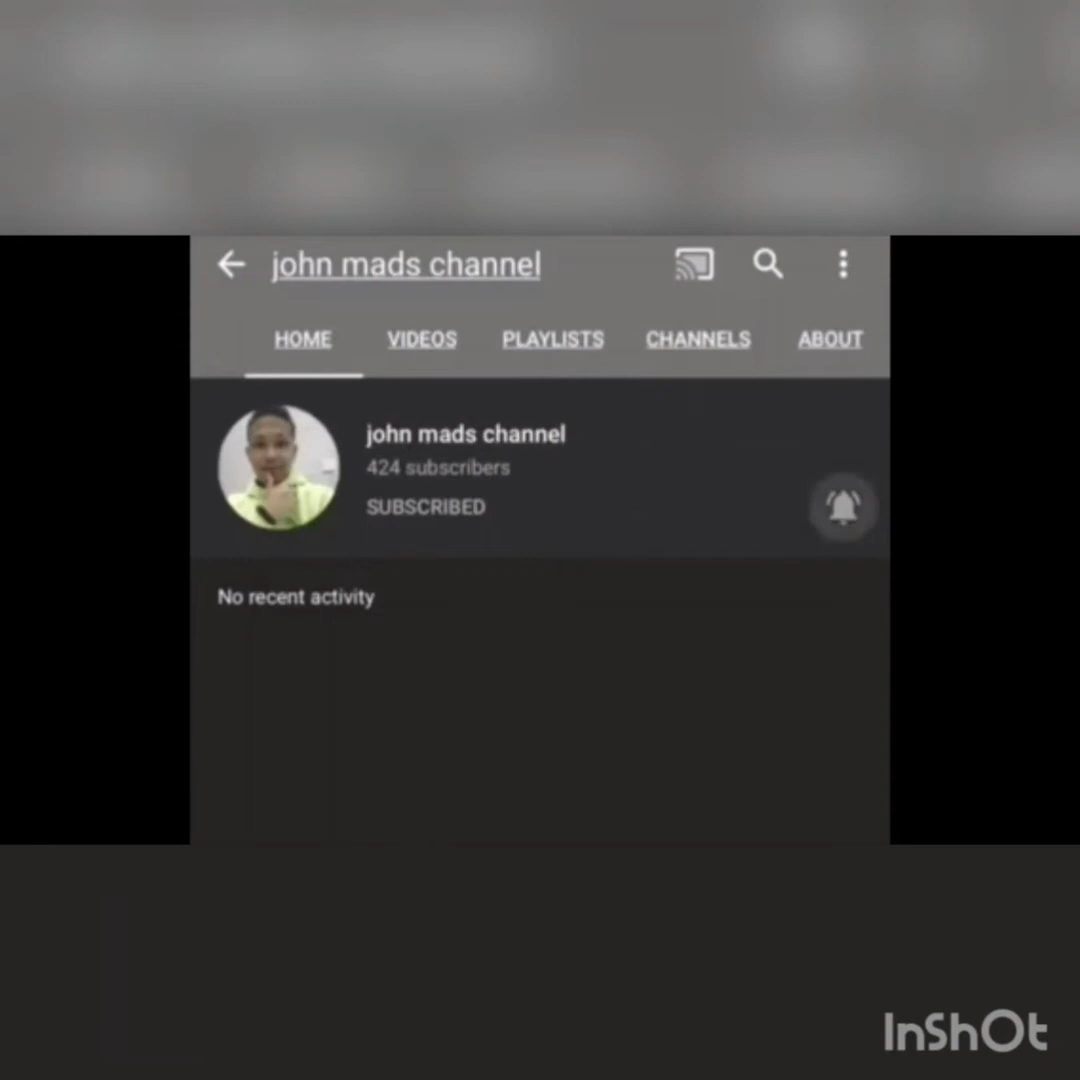 john mads channel
HOME VIDEOS PLAYLISTS CHANNELS ABOUT
john mads channel
424 subscribers
SUBSCRIBED
No recent activity
InShOt